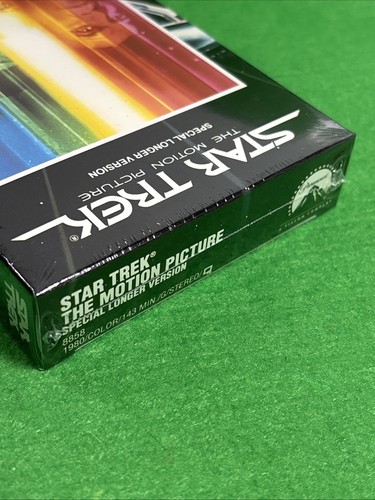 STAR TREK®
THE MOTION PICTURE
SPECIAL LONGER VERSION
STAR TREK®
THE MOTION PICTURE
SPECIAL LONGER VERSION
8858
1980/COLOR/143 MIN./G/STEREO/
STAR